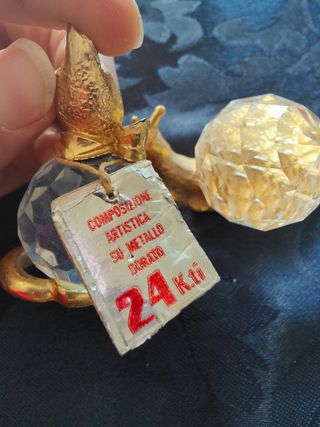 COMPOSIZIONE
ARTISTICA
SU METALLO
DORATO
24 K.ti